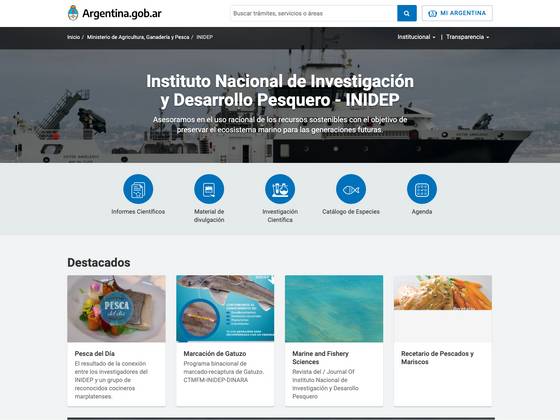 Argentina.gob.ar
Buscar trámites, servicios o áreas
MI ARGENTINA
Inicio / Ministerio de Agricultura, Ganadería y Pesca / INIDEP
Institucional | Transparencia
Instituto Nacional de Investigación
y Desarrollo Pesquero - INIDEP
Asesoramos en el uso racional de los recursos sostenibles con el objetivo de
preservar el ecosistema marino para las generaciones futuras.
Informes Científicos
Material de
divulgación
Investigación
Científica
Catálogo de Especies
Agenda
Destacados
PESCA
del día
Pesca del Día
El resultado de la conexión
entre los investigadores del
INIDEP y un grupo de
reconocidos cocineros
marplatenses.
Marcación de Gatuzo
Programa binacional de
marcado-recaptura de Gatuzo.
CTMFM-INIDEP-DINARA
Marine and Fishery
Sciences
Revista del / Journal Of
Instituto Nacional de
Investigación y Desarrollo
Pesquero
Recetario de Pescados y
Mariscos